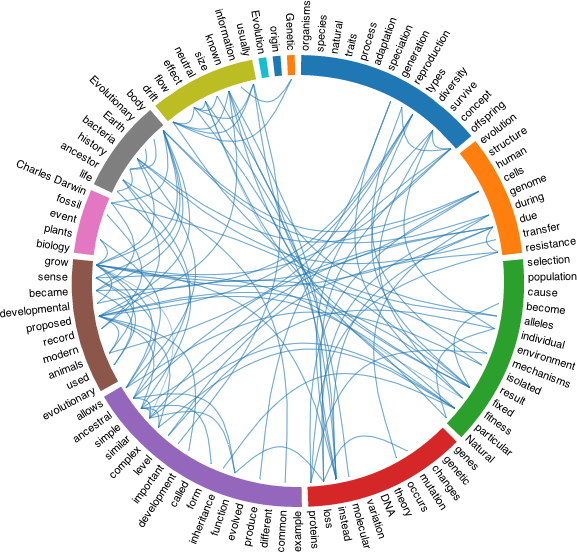 organisms
species
natural
traits
process
adaptation
speciation
generation
reproduction
types
diversity
survive
concept
offspring
evolution
structure
human
cells
genome
during
due
transfer
resistance
selection
population
cause
become
alleles
individual
environment
mechanisms
isolated
result
fixed
fitness
particular
Natural
genes
genetic
changes
mutation
occurs
theory
DNA
variation
molecular
instead
loss
proteins
example
common
different
produce
evolved
function
inheritance
form
called
development
important
level
complex
similar
simple
ancestral
allows
evolutionary
used
animals
modern
record
proposed
developmental
became
sense
grow
biology
plants
event
fossil
Charles Darwin
life
ancestor
history
bacteria
Earth
Evolutionary
body
drift
flow
effect
neutral
size
known
information
usually
Evolution
origin
Genetic